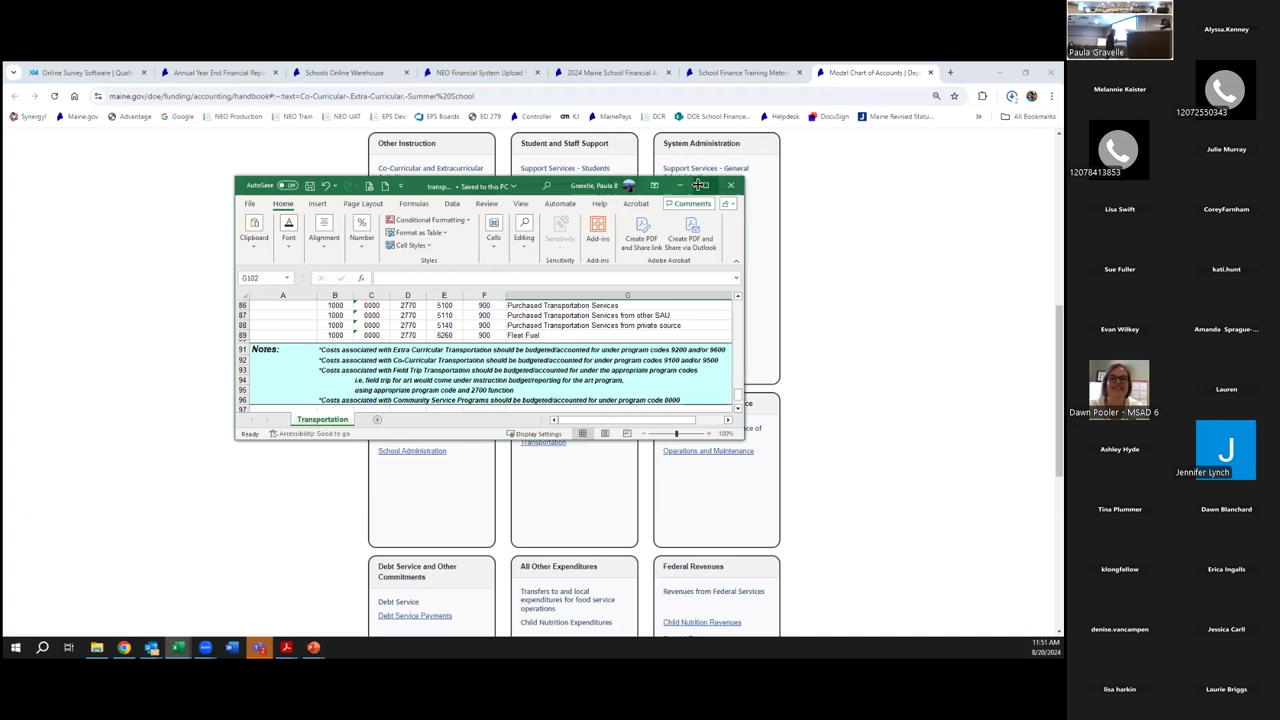 Online Survey Software | Qualt
Annual Year End Financial Repo
Schools Online Warehouse
NEO Financial System Upload
2024 Maine School Financial A
School Finance Training Materi
Model Chart of Accounts | Dep
maine.gov/doe/funding/accounting/handbook#:~:text=Co-Curricular-,Extra-Curricular,-Summer%20School
Synergy!
Maine.gov
Advantage
Google
NEO Production
NEO Train
NEO UAT
EPS Dev
EPS Boards
ED 279
Controller
KJ
MainePays
DCR
DOE School Finance...
Helpdesk
DocuSign
Maine Revised Statu...
All Bookmarks
Other Instruction
Student and Staff Support
System Administration
Co-Curricular and Extracurricular
Support Services - Students
Support Services - General
AutoSave
Off
transp... • Saved to this PC
Gravelle, Paula B
File
Home
Insert
Page Layout
Formulas
Data
Review
View
Automate
Help
Acrobat
Comments
Clipboard
Font
Alignment
Number
Conditional Formatting
Format as Table
Cell Styles
Styles
Cells
Editing
Sensitivity
Sensitivity
Add-ins
Add-ins
Create PDF and Share link
Create PDF and Share via Outlook
Adobe Acrobat
G102
fx
A B C D E F G
86 1000 0000 2770 5100 900 Purchased Transportation Services
87 1000 0000 2770 5110 900 Purchased Transportation Services from other SAU
88 1000 0000 2770 5140 900 Purchased Transportation Services from private source
89 1000 0000 2770 6260 900 Fleet Fuel
91 Notes: *Costs associated with Extra Curricular Transportation should be budgeted/accounted for under program codes 9200 and/or 9600
92 *Costs associated with Co-Curricular Transportation should be budgeted/accounted for under program codes 9100 and/or 9500
93 *Costs associated with Field Trip Transportation should be budgeted/accounted for under the appropriate program codes
94 i.e. field trip for art would come under instruction budget/reporting for the art program,
95 using appropriate program code and 2700 function
96 *Costs associated with Community Service Programs should be budgeted/accounted for under program code 8000
97
Transportation
Ready
Accessibility: Good to go
Display Settings
100%
Transportation
School Administration
Operations and Maintenance
Debt Service and Other
Commitments
All Other Expenditures
Federal Revenues
Debt Service
Debt Service Payments
Transfers to and local
expenditures for food service
operations
Child Nutrition Expenditures
Revenues from Federal Services
Child Nutrition Revenues
11:51 AM
8/20/2024
Paula Gravelle
Alyssa.Kenney
Melannie Keister
12072550343
12078413853
Julie Murray
Lisa Swift
CoreyFarnham
Sue Fuller
kati.hunt
Evan Wilkey
Amanda Sprague-...
Dawn Pooler - MSAD 6
Lauren
Ashley Hyde
J
Jennifer Lynch
Tina Plummer
Dawn Blanchard
klongfellow
Erica Ingalls
denise.vancampen
Jessica Carll
lisa harkin
Laurie Briggs